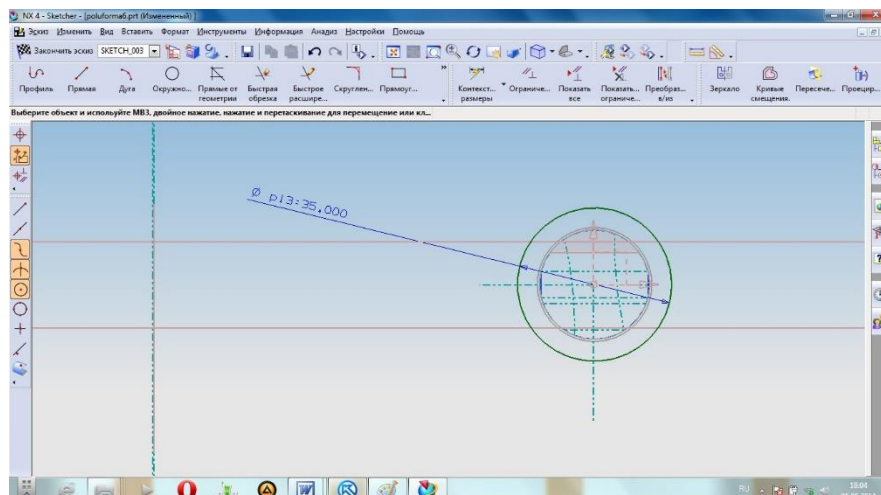 NX 4 - Sketcher - [poluforma6.prt (Измененный)]
Эскиз Изменить Вид Вставить Формат Инструменты Информация Анализ Настройки Помощь
Закончить эскиз SKETCH_003
Профиль Прямая Дуга Окружно... Прямые от геометрии Быстрая обрезка Быстрое расшире... Скруглен... Прямоуг... Контекст... размеры Ограниче... Показать все Показать... ограниче... Преобраз... в/из Зеркало Кривые смещения. Пересече... Проецир...
Выберите объект и используйте MB3, двойное нажатие, нажатие и перетаскивание для перемещение или кл...
Ø p13:35.000
RU
18:04